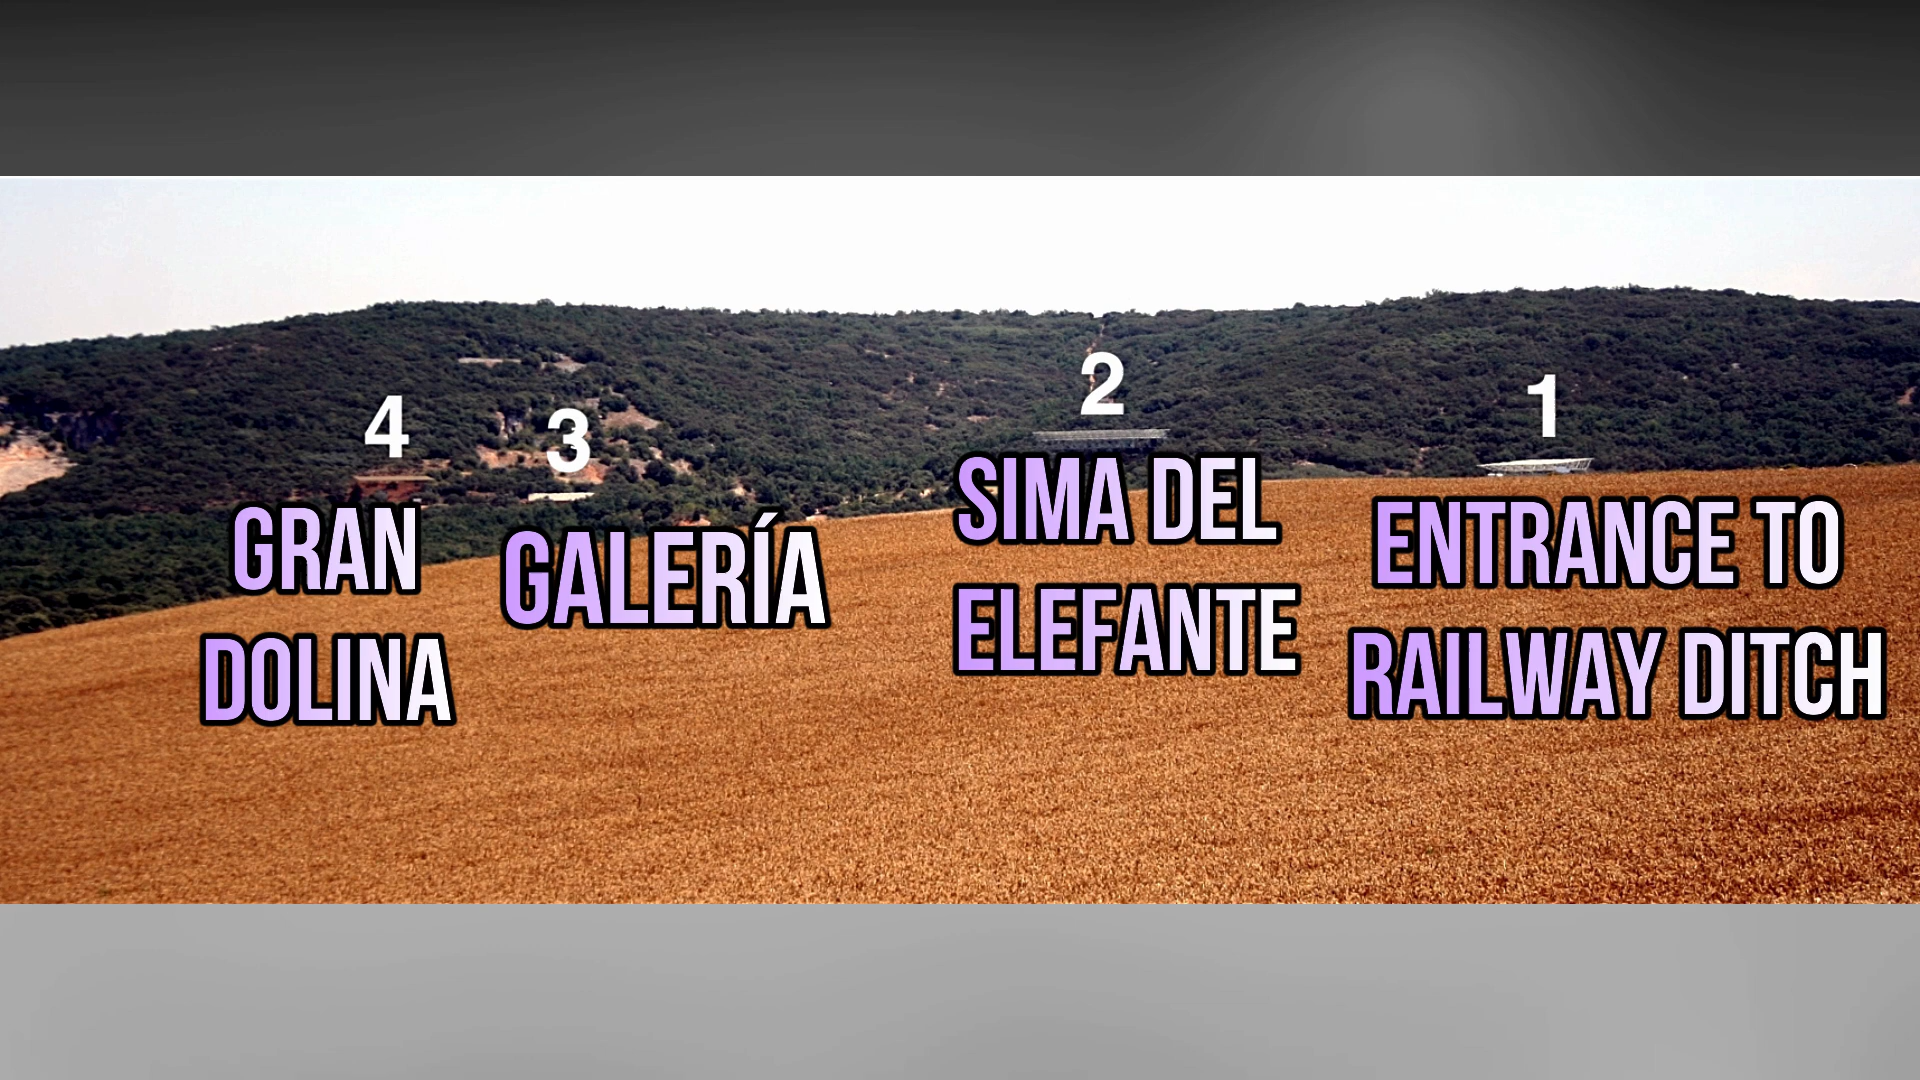 4
3
2
1
GRAN
DOLINA
GALERÍA
SIMA DEL
ELEFANTE
ENTRANCE TO
RAILWAY DITCH